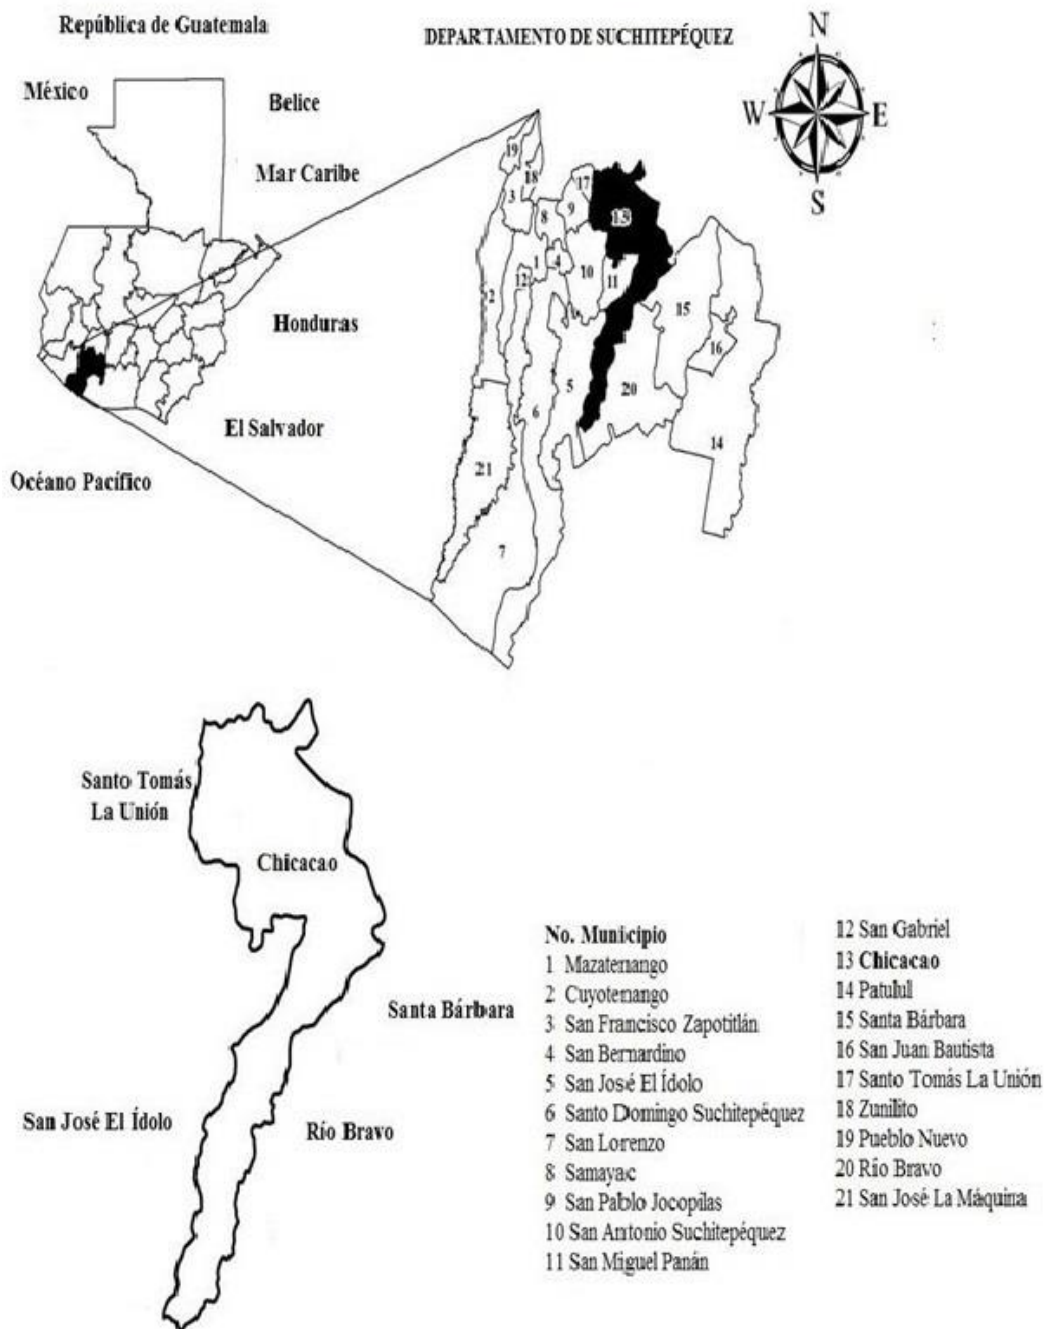 República de Guatemala
DEPARTAMENTO DE SUCHITEPÉQUEZ
N
W
E
S
México
Belice
Mar Caribe
Honduras
El Salvador
Océano Pacífico
19
18
3
17
8
9
13
1
4
10
11
12
2
15
16
5
20
6
14
21
7
Santo Tomás
La Unión
Chicacao
Santa Bárbara
San José El Ídolo
Río Bravo
No. Municipio
1 Mazatenango
2 Cuyotenango
3 San Francisco Zapotitlán
4 San Bernardino
5 San José El Ídolo
6 Santo Domingo Suchitepéquez
7 San Lorenzo
8 Samayac
9 San Pablo Jocopilas
10 San Antonio Suchitepéquez
11 San Miguel Panán
12 San Gabriel
13 Chicacao
14 Patulul
15 Santa Bárbara
16 San Juan Bautista
17 Santo Tomás La Unión
18 Zunilito
19 Pueblo Nuevo
20 Río Bravo
21 San José La Máquina